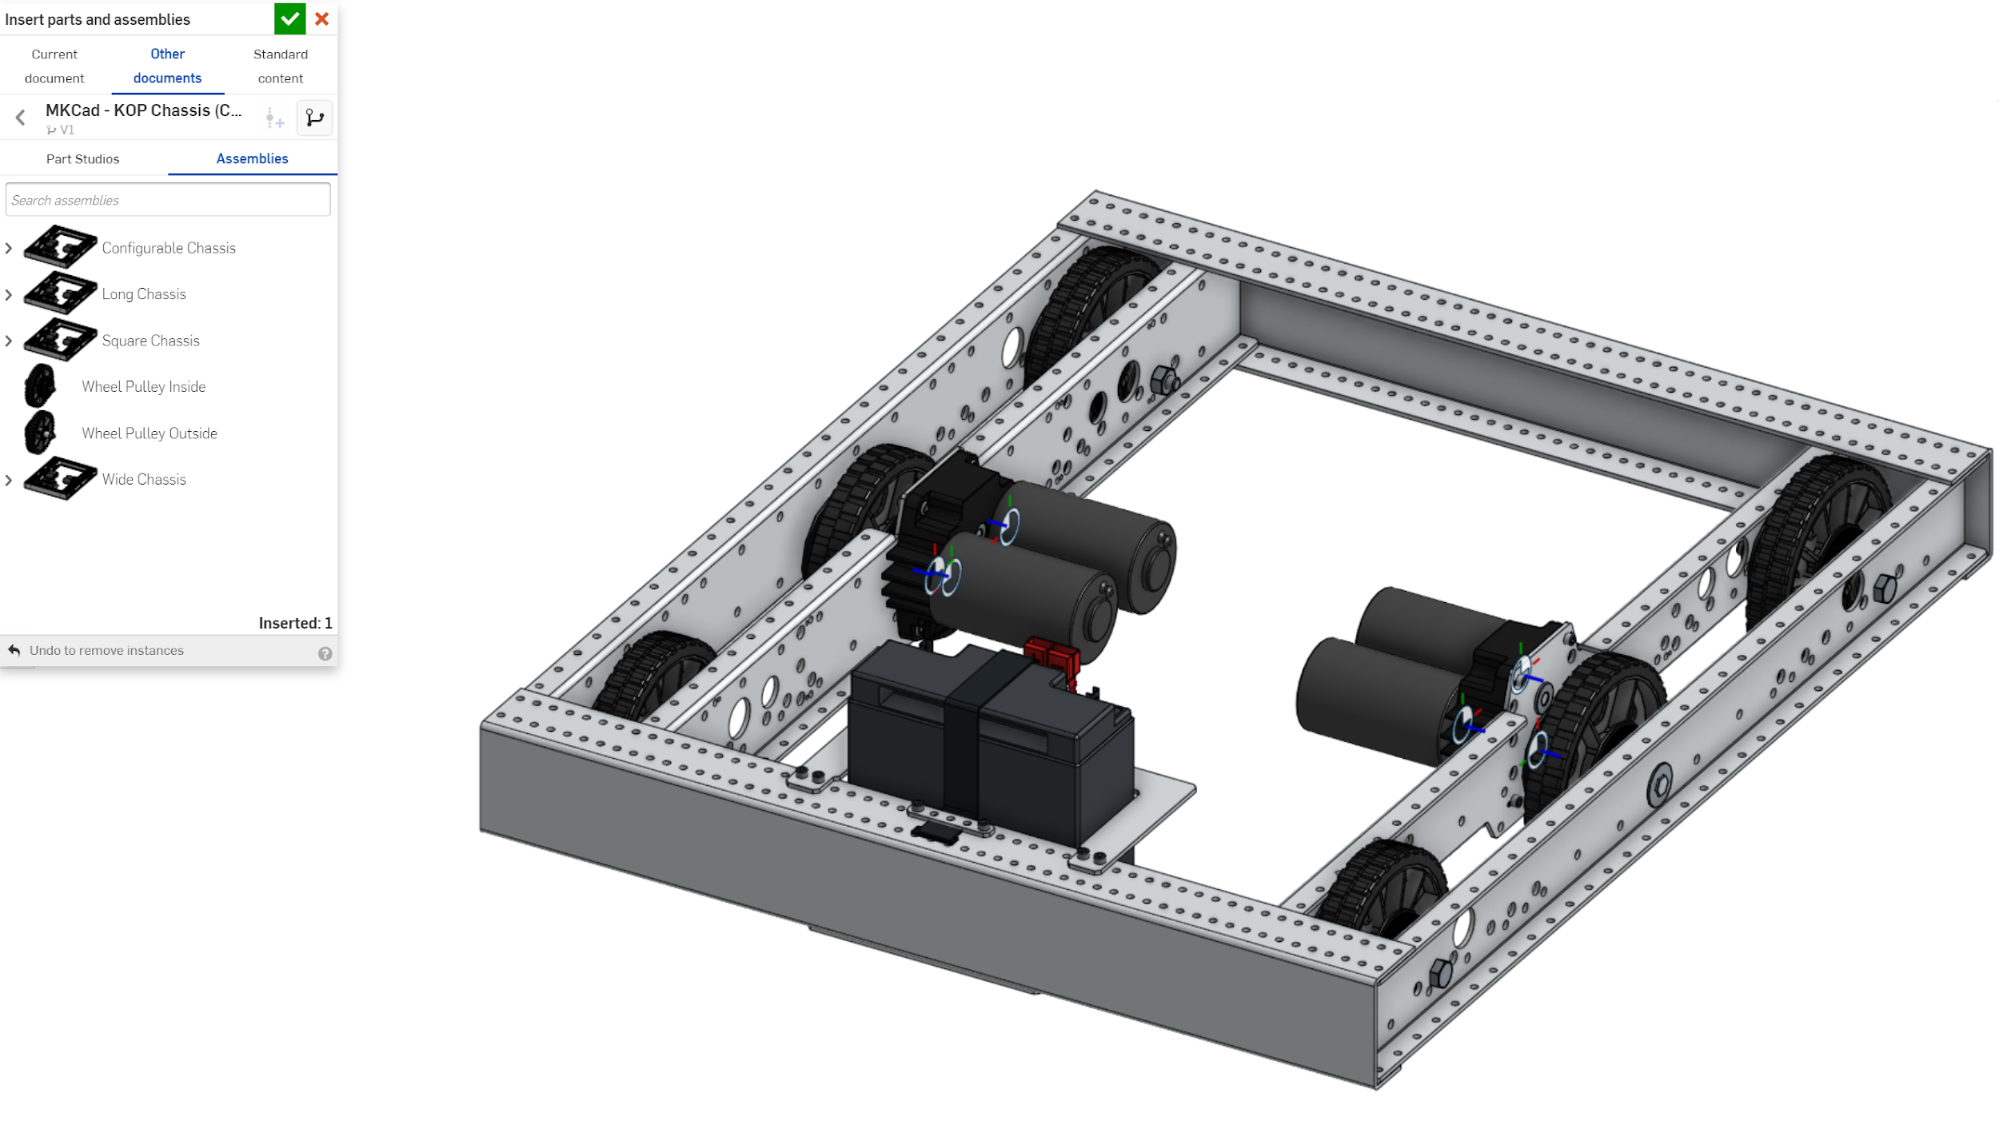 Insert parts and assemblies
Current document
Other documents
Standard content
MKCad - KOP Chassis (C...
V1
Part Studios
Assemblies
Search assemblies
Configurable Chassis
Long Chassis
Square Chassis
Wheel Pulley Inside
Wheel Pulley Outside
Wide Chassis
Inserted: 1
Undo to remove instances
?